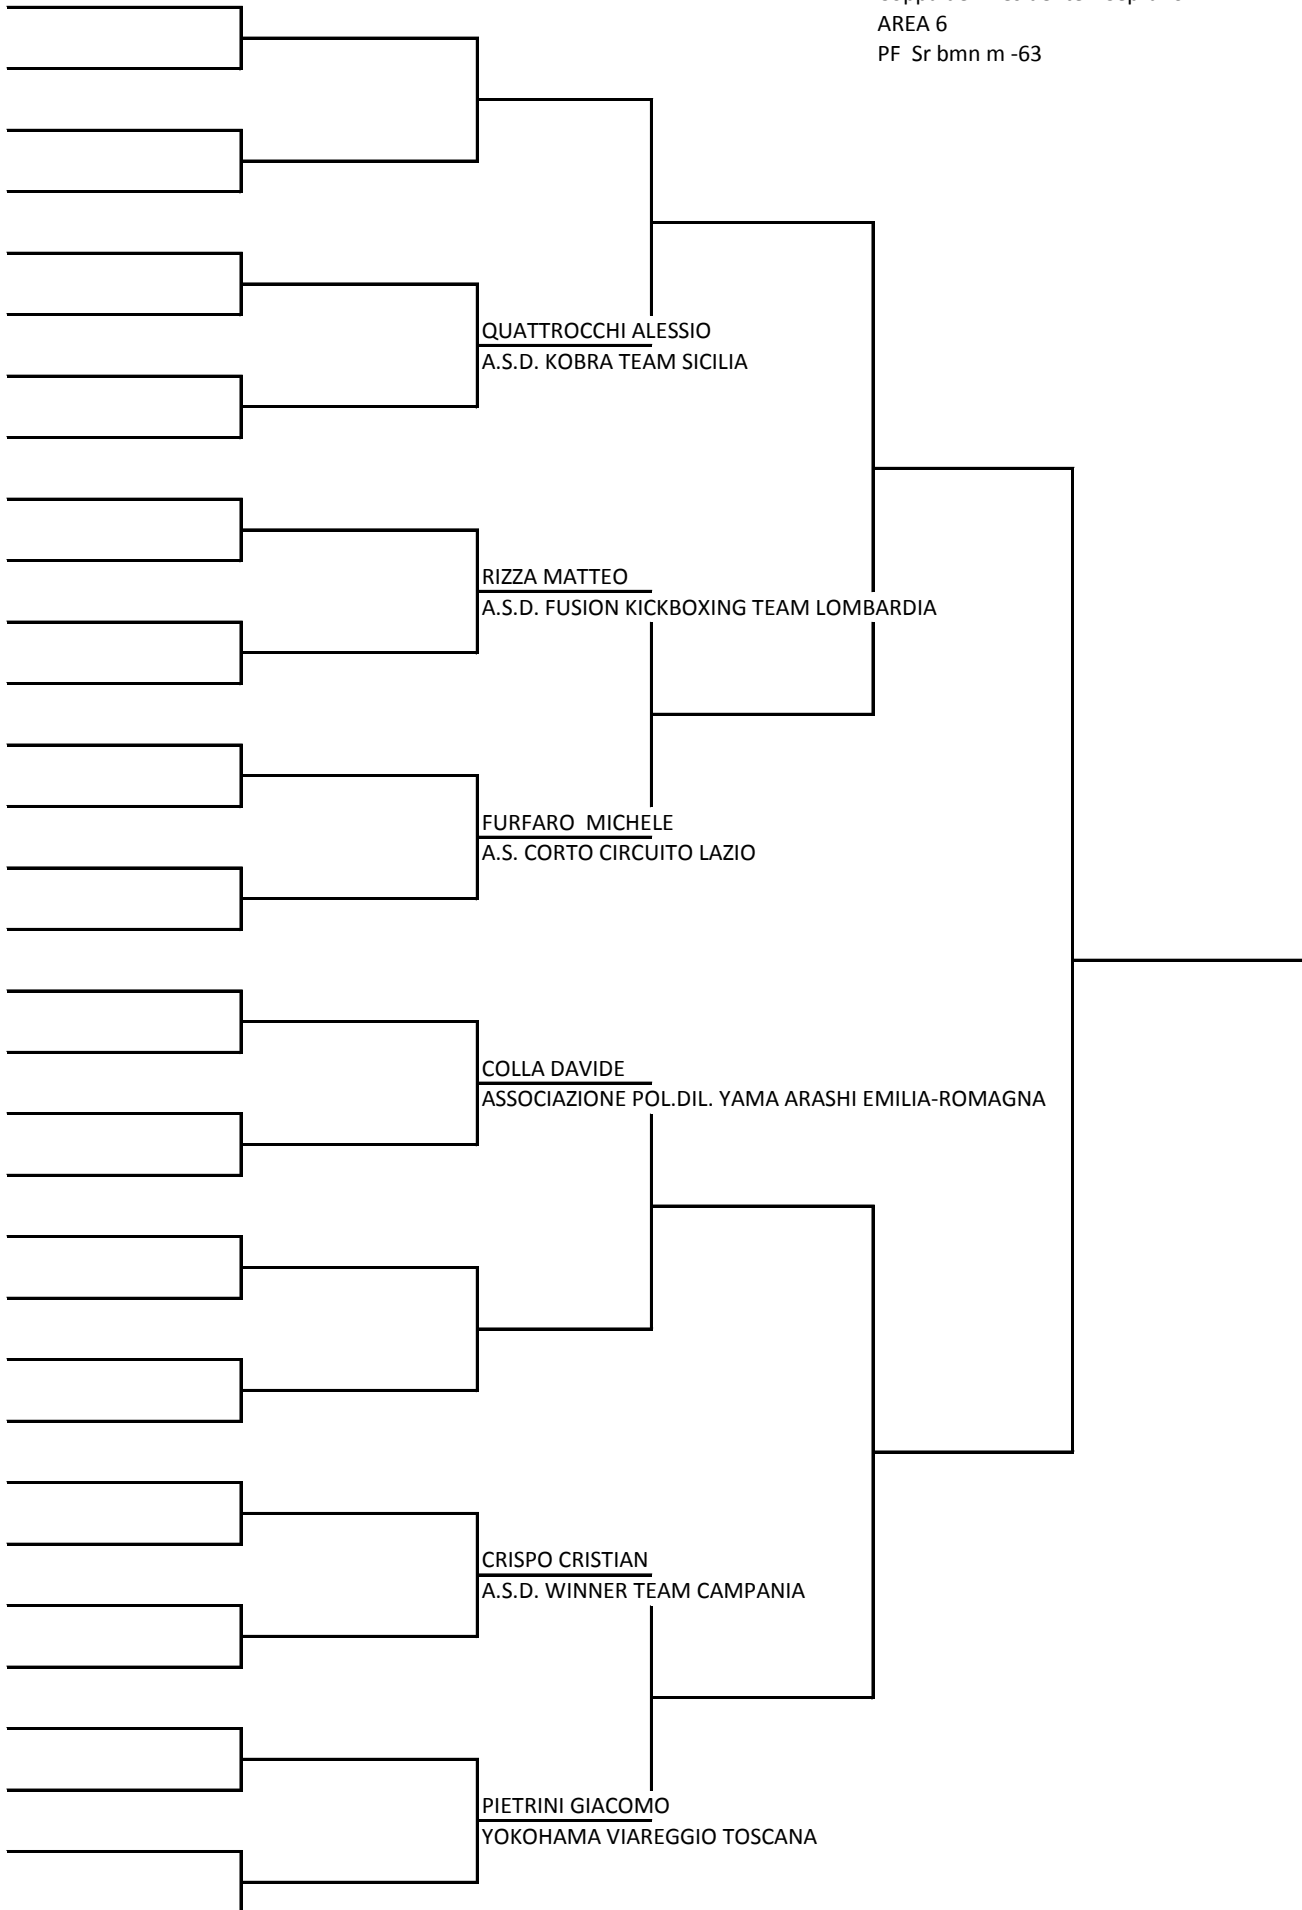 AREA 6
PF  Sr bmn m -63
QUATTROCCHI ALESSIO
A.S.D. KOBRA TEAM SICILIA
RIZZA MATTEO
A.S.D. FUSION KICKBOXING TEAM LOMBARDIA
FURFARO  MICHELE
A.S. CORTO CIRCUITO LAZIO
COLLA DAVIDE
ASSOCIAZIONE POL.DIL. YAMA ARASHI EMILIA-ROMAGNA
CRISPO CRISTIAN
A.S.D. WINNER TEAM CAMPANIA
PIETRINI GIACOMO
YOKOHAMA VIAREGGIO TOSCANA